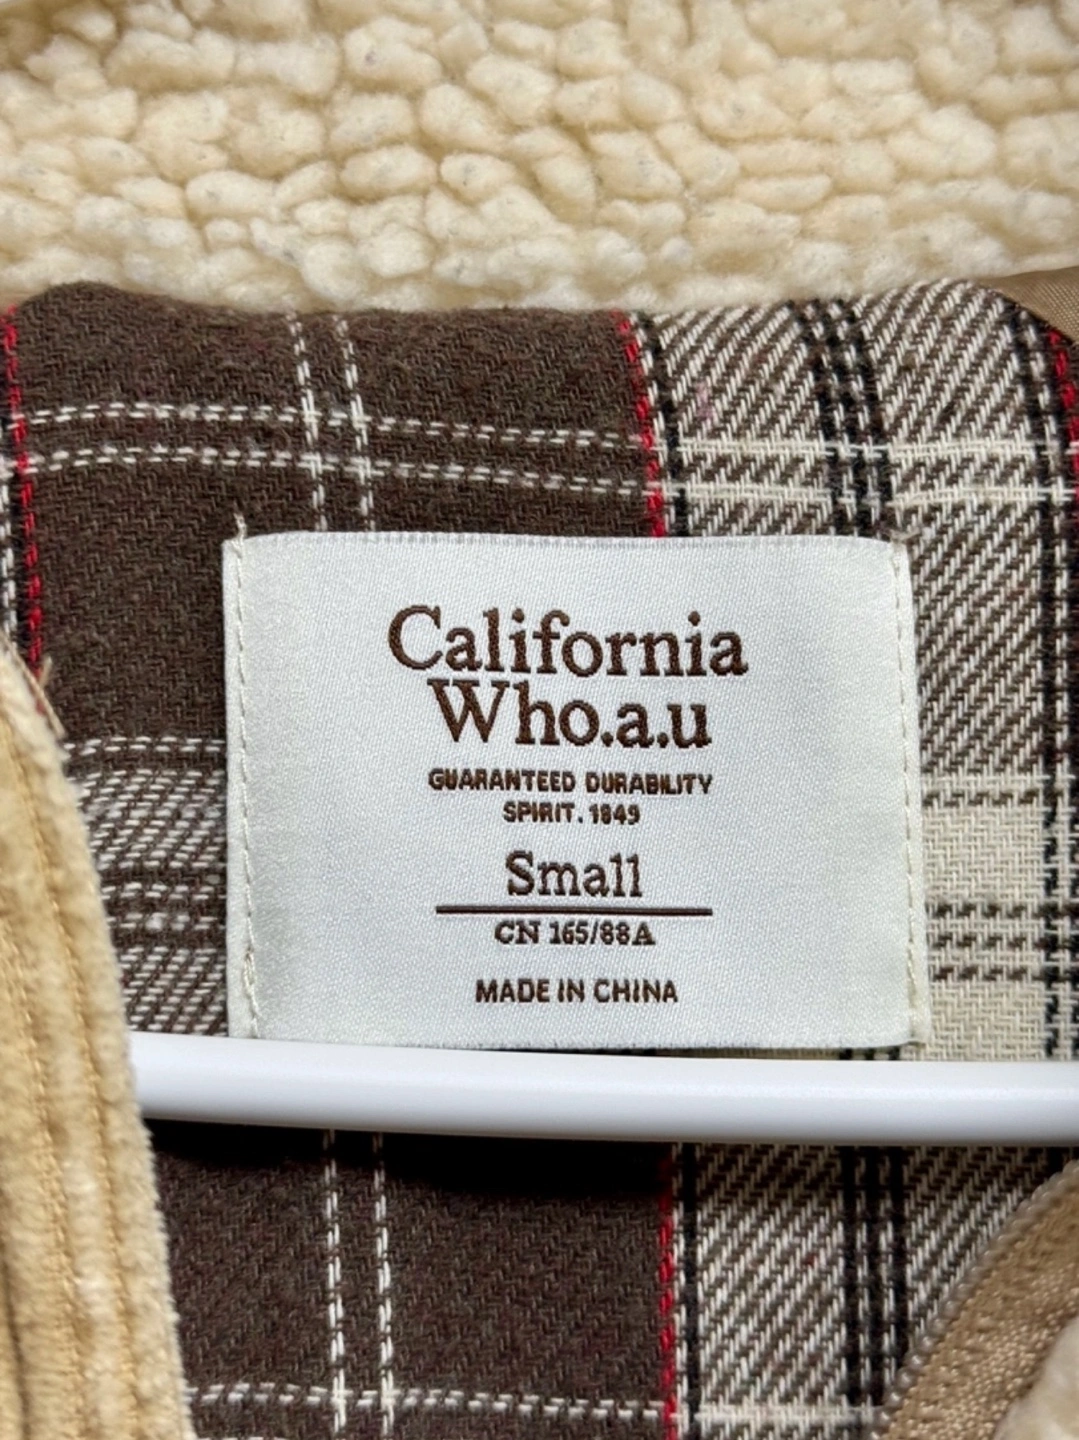 California
Who.a.u
GUARANTEED DURABILITY
SPIRIT. 1849
Small
CN 165/88A
MADE IN CHINA